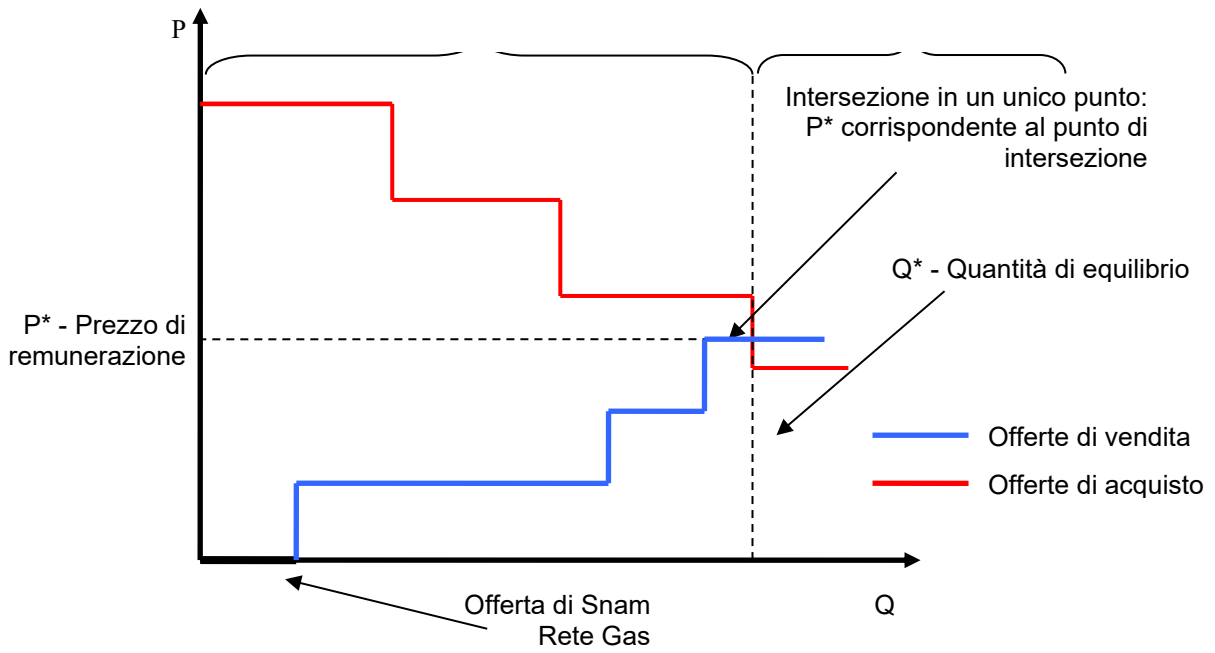 P
Intersezione in un unico punto:
P* corrispondente al punto di
intersezione
Q* - Quantità di equilibrio
P* - Prezzo di
remunerazione
Offerte di vendita
Offerte di acquisto
Offerta di Snam
Rete Gas
Q